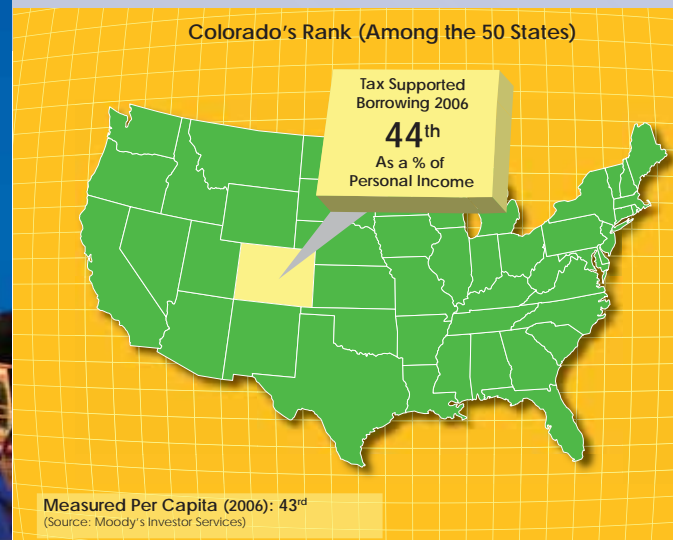 Colorado's Rank (Among the 50 States)
Tax Supported
Borrowing 2006
44th
As a % of
Personal Income
Measured Per Capita (2006): 43rd
(Source: Moody's Investor Services)